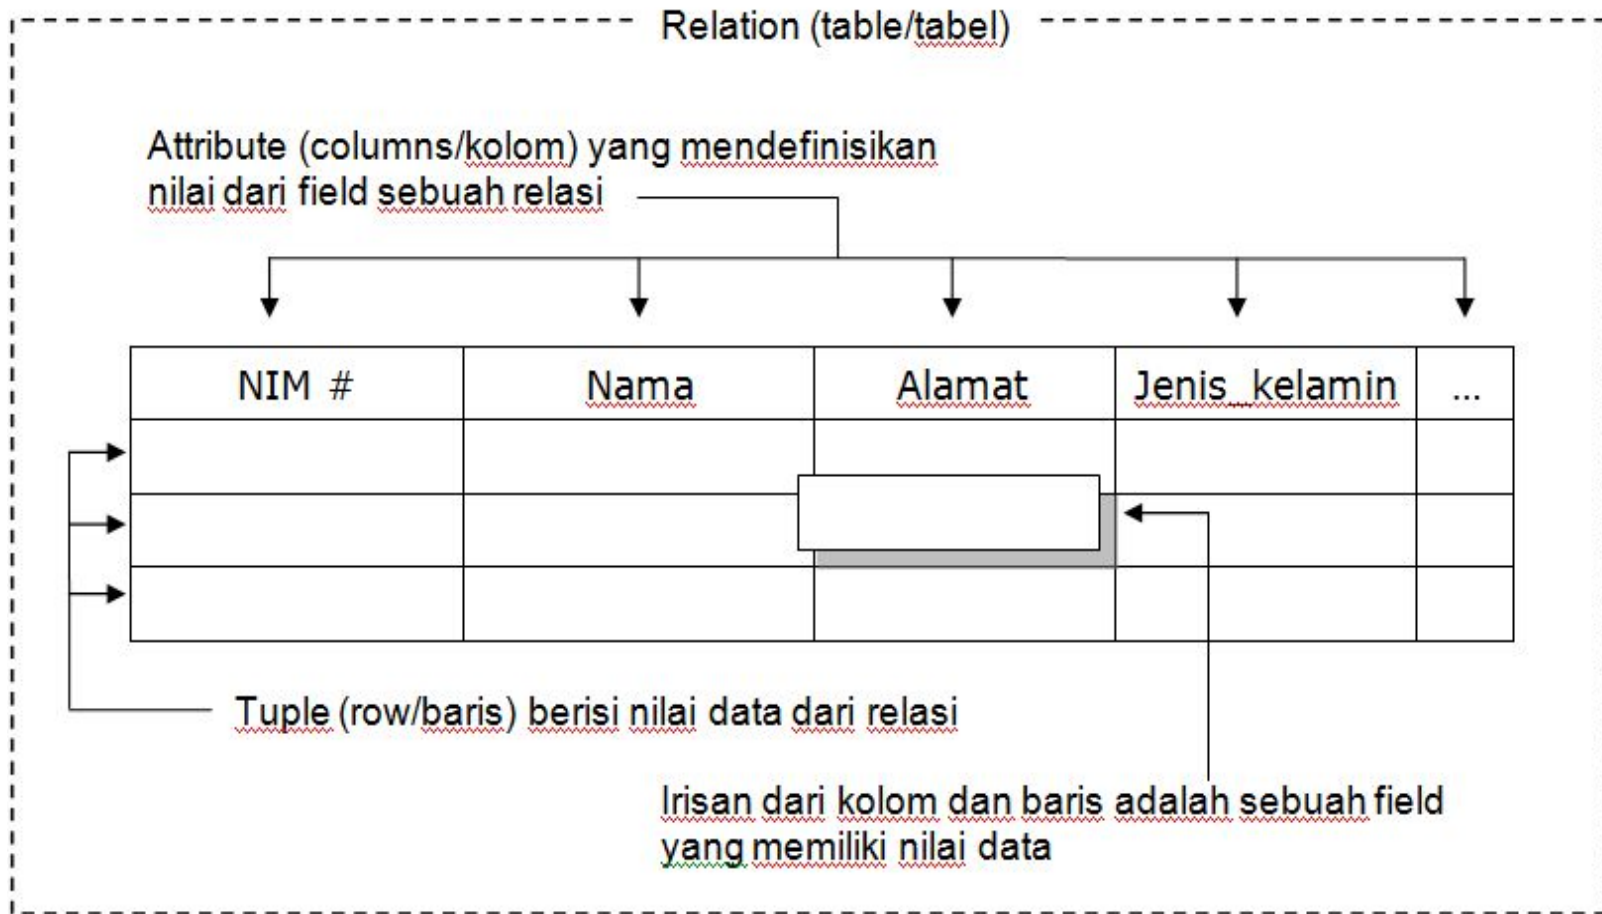 Relation (table/tabel)
Attribute (columns/kolom) yang mendefinisikan
nilai dari field sebuah relasi
NIM # Nama Alamat Jenis_kelamin ...
Tuple (row/baris) berisi nilai data dari relasi
Irisan dari kolom dan baris adalah sebuah field
yang memiliki nilai data